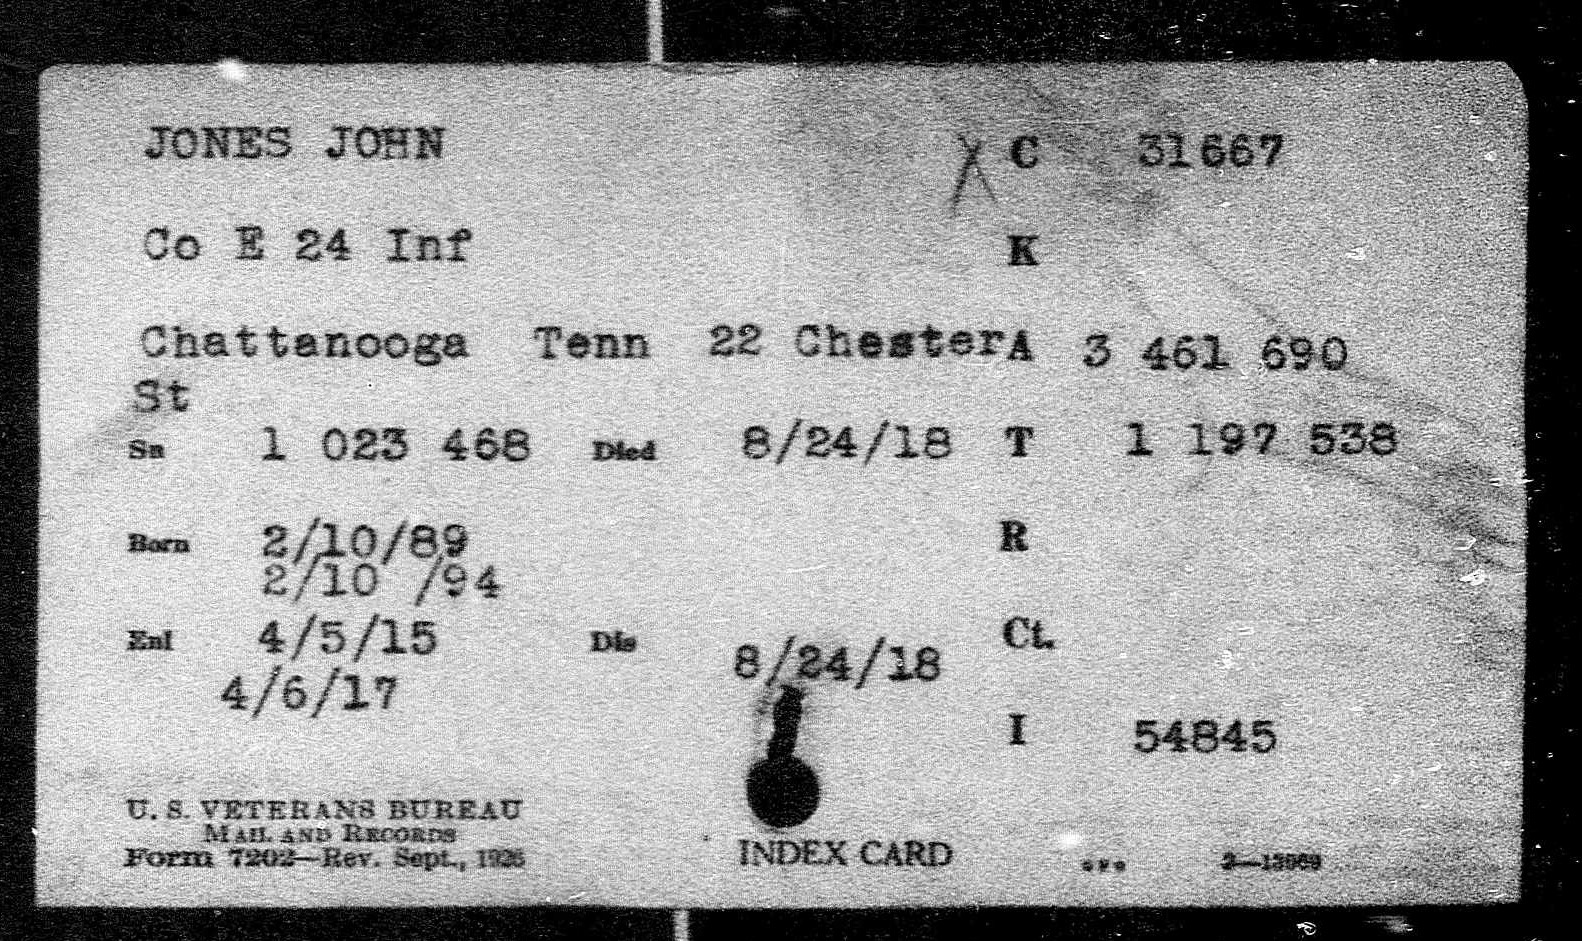 JONES JOHN X C 31667
Co E 24 Inf K
Chattanooga Tenn 22 Chester A 3 461 690
St
Sn 1 023 468 Died 8/24/18 T 1 197 538
Born 2/10/89 R
2/10 /94
Enl 4/5/15 Dis 8/24/18 Ct.
4/6/17
I 54845
U. S. VETERANS BUREAU
MAIL AND RECORDS
Form 7202—Rev. Sept., 1926
INDEX CARD